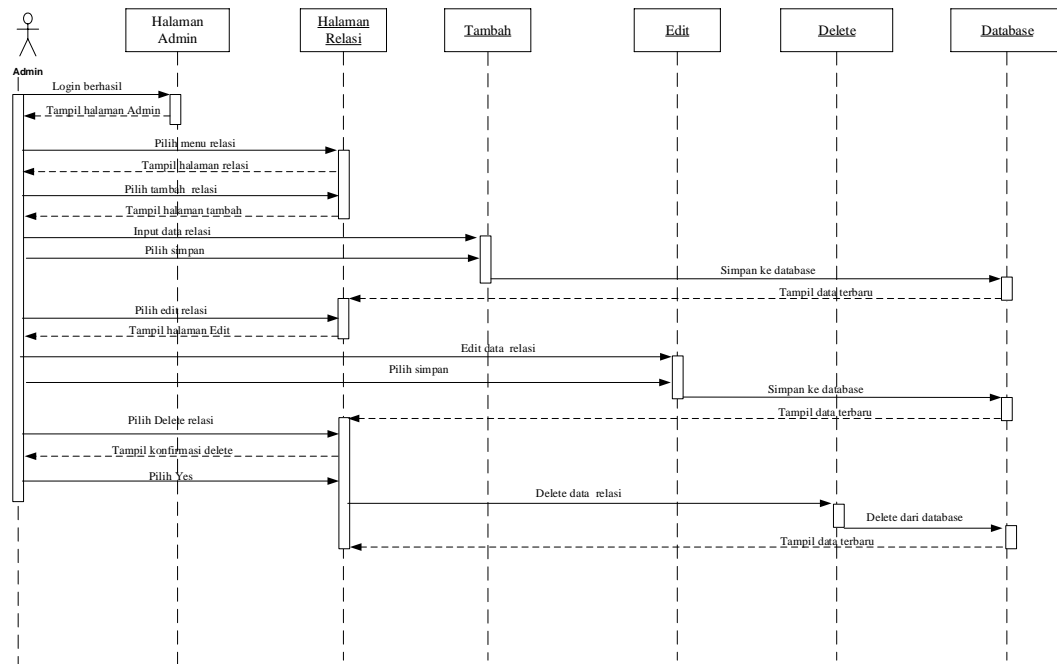 Halaman
Admin
Halaman
Relasi
Tambah
Edit
Delete
Database
Admin
Login berhasil
Tampil halaman Admin
Pilih menu relasi
Tampil halaman relasi
Pilih tambah relasi
Tampil halaman tambah
Input data relasi
Pilih simpan
Simpan ke database
Tampil data terbaru
Pilih edit relasi
Tampil halaman Edit
Edit data relasi
Pilih simpan
Simpan ke database
Tampil data terbaru
Pilih Delete relasi
Tampil konfirmasi delete
Pilih Yes
Delete data relasi
Delete dari database
Tampil data terbaru